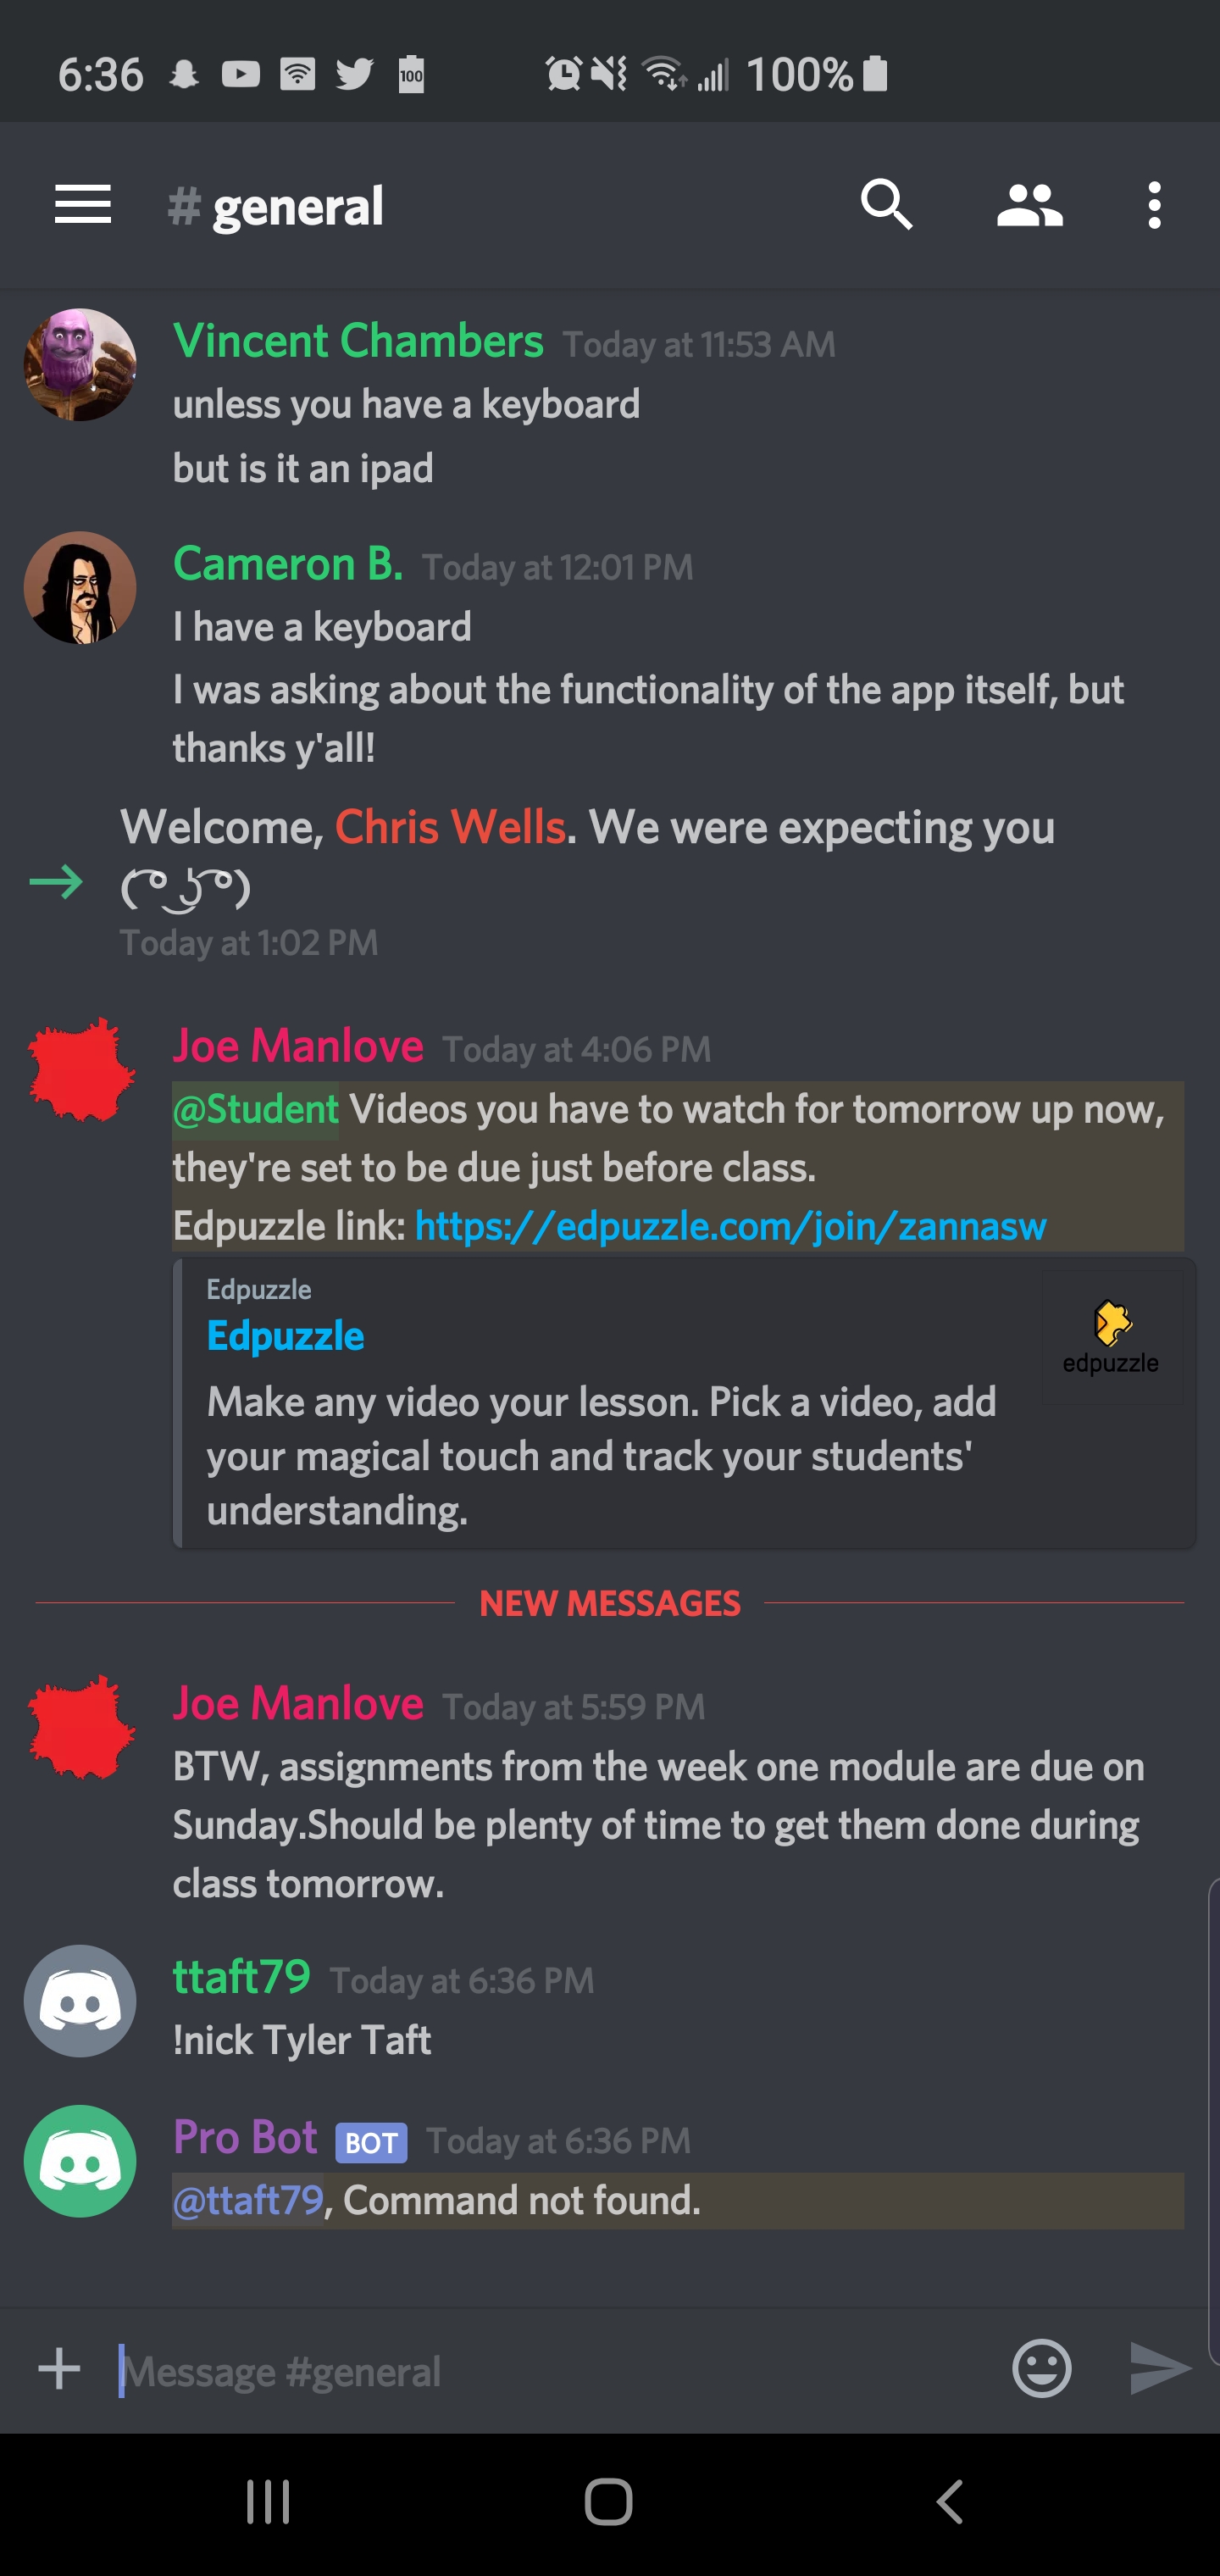 6:36 100 100%
# general
Vincent Chambers Today at 11:53 AM
unless you have a keyboard
but is it an ipad
Cameron B. Today at 12:01 PM
I have a keyboard
I was asking about the functionality of the app itself, but
thanks y'all!
Welcome, Chris Wells. We were expecting you
( ͡° ͜ʖ ͡°)
Today at 1:02 PM
Joe Manlove Today at 4:06 PM
@Student Videos you have to watch for tomorrow up now,
they're set to be due just before class.
Edpuzzle link: https://edpuzzle.com/join/zannasw
Edpuzzle
Edpuzzle
edpuzzle
Make any video your lesson. Pick a video, add
your magical touch and track your students'
understanding.
NEW MESSAGES
Joe Manlove Today at 5:59 PM
BTW, assignments from the week one module are due on
Sunday.Should be plenty of time to get them done during
class tomorrow.
ttaft79 Today at 6:36 PM
!nick Tyler Taft
Pro Bot BOT Today at 6:36 PM
@ttaft79, Command not found.
Message #general